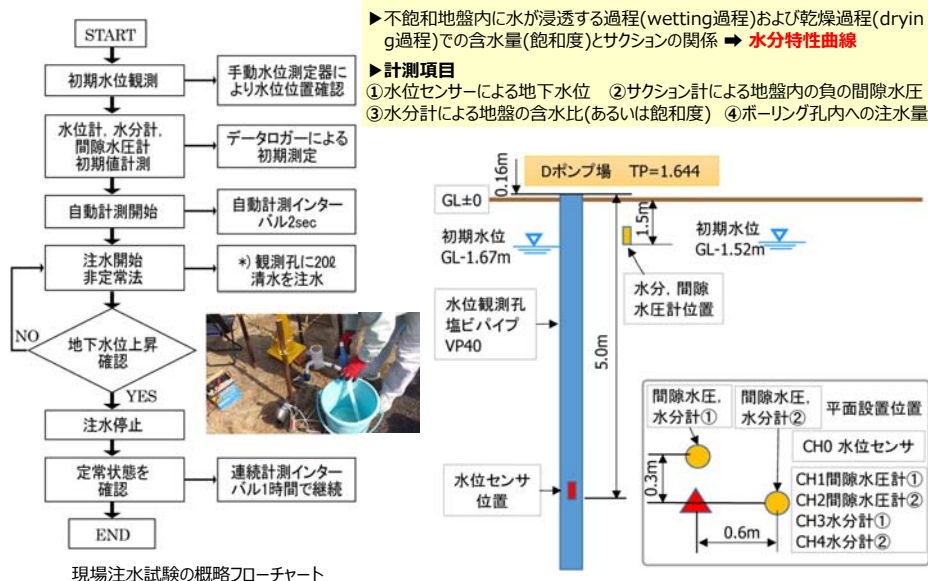 ▶不飽和地盤内に水が浸透する過程(wetting過程)および乾燥過程(dryin
g過程)での含水量(飽和度)とサクションの関係 ➡ 水分特性曲線
▶計測項目
①水位センサーによる地下水位 ②サクション計による地盤内の負の間隙水圧
③水分計による地盤の含水比(あるいは飽和度) ④ボーリング孔内への注水量
START
初期水位観測
手動水位測定器に
より水位位置確認
水位計, 水分計,
間隙水圧計
初期値計測
データロガーによる
初期測定
自動計測開始
自動計測インター
バル2sec
注水開始
非定常法
*) 観測孔に20ℓ
清水を注水
NO
地下水位上昇
確認
YES
注水停止
定常状態を
確認
連続計測インター
バル1時間で継続
END
現場注水試験の概略フローチャート
0.16m
Dポンプ場 TP=1.644
GL±0
1.5m
初期水位
GL-1.67m
初期水位
GL-1.52m
水分, 間隙
水圧計位置
水位観測孔
塩ビパイプ
VP40
5.0m
水位センサ
位置
間隙水圧,
水分計①
間隙水圧,
水分計②
平面設置位置
CH0 水位センサ
CH1間隙水圧計①
CH2間隙水圧計②
CH3水分計①
CH4水分計②
0.3m
0.6m